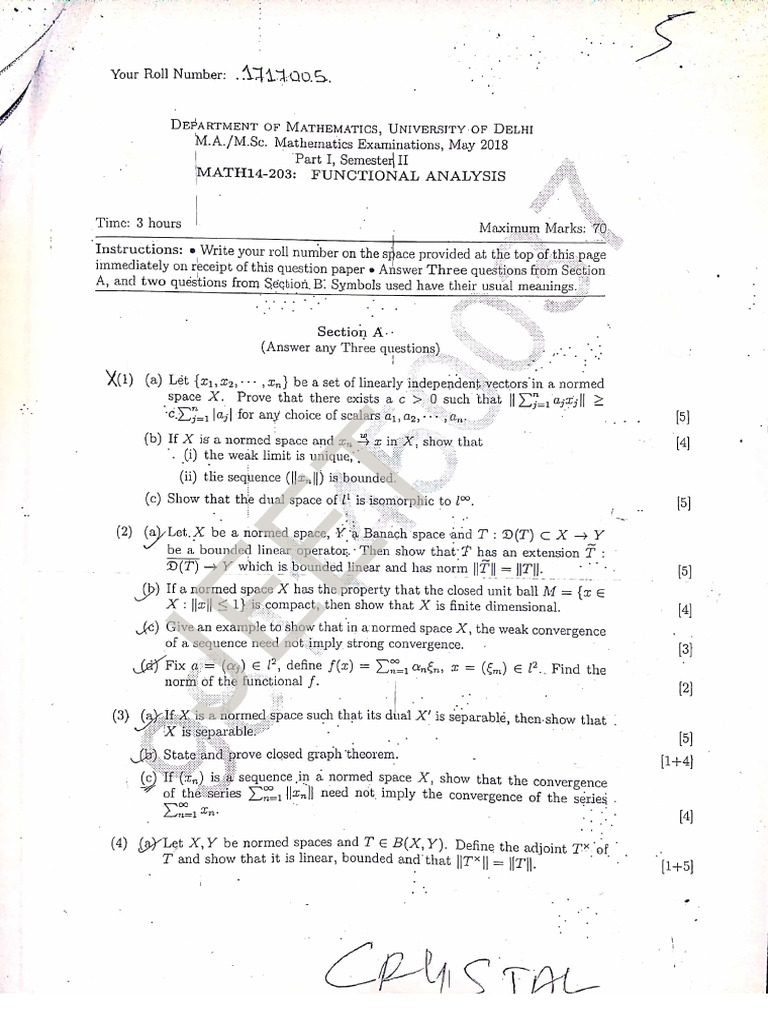 5.
Your Roll Number: .1717005.
DEPARTMENT OF MATHEMATICS, UNIVERSITY OF DELHI
M.A./M.Sc. Mathematics Examinations, May 2018
Part I, Semester II
MATH14-203: FUNCTIONAL ANALYSIS
Time: 3 hours Maximum Marks: 70
Instructions: • Write your roll number on the space provided at the top of this page
immediately on receipt of this question paper • Answer Three questions from Section
A, and two questions from Section B. Symbols used have their usual meanings.
Section A
(Answer any Three questions)
X(1) (a) Let {x₁, x₂, ⋯ , xₙ} be a set of linearly independent vectors in a normed
space X. Prove that there exists a c > 0 such that ‖∑ⁿⱼ₌₁ aⱼxⱼ‖ ≥
c.∑ⁿⱼ₌₁ |aⱼ| for any choice of scalars a₁, a₂, ⋯ , aₙ. [5]
(b) If X is a normed space and xₙ →ʷ x in X, show that [4]
(i) the weak limit is unique,
(ii) the sequence (‖xₙ‖) is bounded.
(c) Show that the dual space of l¹ is isomorphic to l^∞. [5]
(2) (a) Let X be a normed space, Y a Banach space and T : 𝔇(T) ⊂ X → Y
be a bounded linear operator. Then show that T has an extension T̃ :
𝔇(T)‾ → Y which is bounded linear and has norm ‖T̃‖ = ‖T‖. [5]
(b) If a normed space X has the property that the closed unit ball M = {x ∈
X : ‖x‖ ≤ 1} is compact, then show that X is finite dimensional. [4]
(c) Give an example to show that in a normed space X, the weak convergence
of a sequence need not imply strong convergence. [3]
(d) Fix a = (αⱼ) ∈ l², define f(x) = ∑^∞ₙ₌₁ αₙξₙ, x = (ξₘ) ∈ l². Find the
norm of the functional f. [2]
(3) (a) If X is a normed space such that its dual X′ is separable, then show that
X is separable. [5]
(b) State and prove closed graph theorem. [1+4]
(c) If (xₙ) is a sequence in a normed space X, show that the convergence
of the series ∑^∞ₙ₌₁ ‖xₙ‖ need not imply the convergence of the series
∑^∞ₙ₌₁ xₙ. [4]
(4) (a) Let X, Y be normed spaces and T ∈ B(X, Y). Define the adjoint T^× of
T and show that it is linear, bounded and that ‖T^×‖ = ‖T‖. [1+5]
CRYSTAL